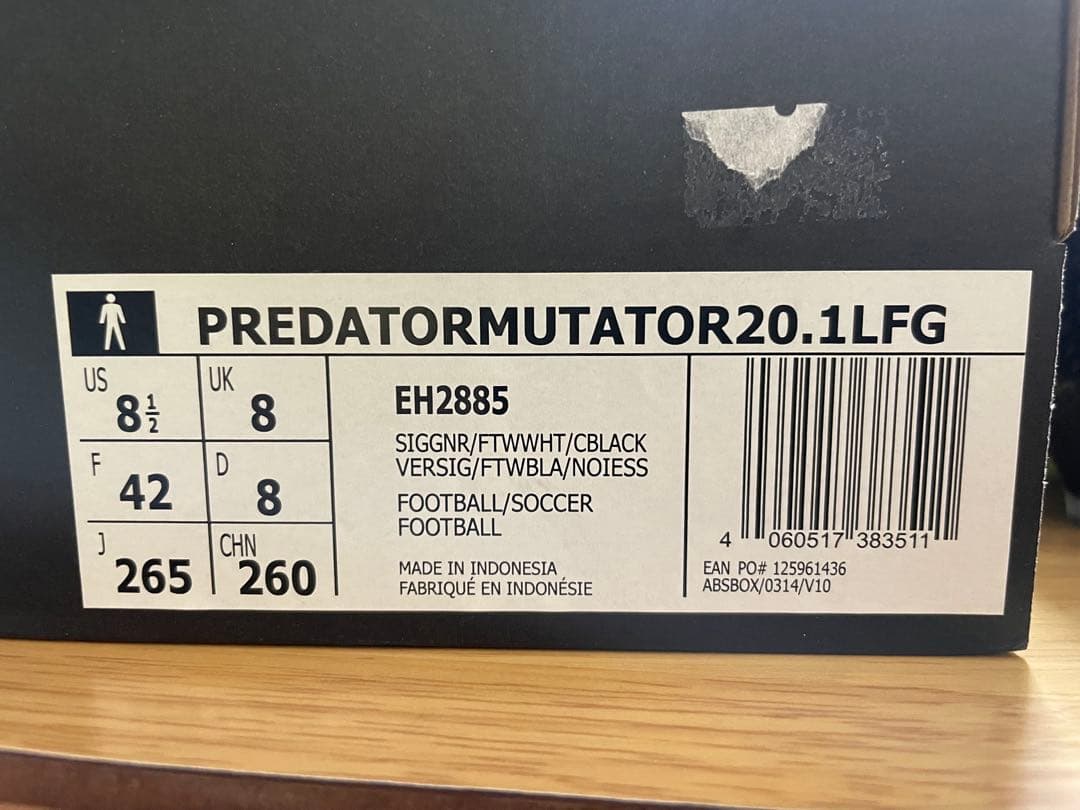 PREDATORMUTATOR20.1LFG
US 8½
UK 8
F 42
D 8
J 265
CHN 260
EH2885
SIGGNR/FTWWHT/CBLACK
VERSIG/FTWBLA/NOIESS
FOOTBALL/SOCCER
FOOTBALL
MADE IN INDONESIA
FABRIQUÉ EN INDONÉSIE
4 060517 383511
EAN PO# 125961436
ABSBOX/0314/V10